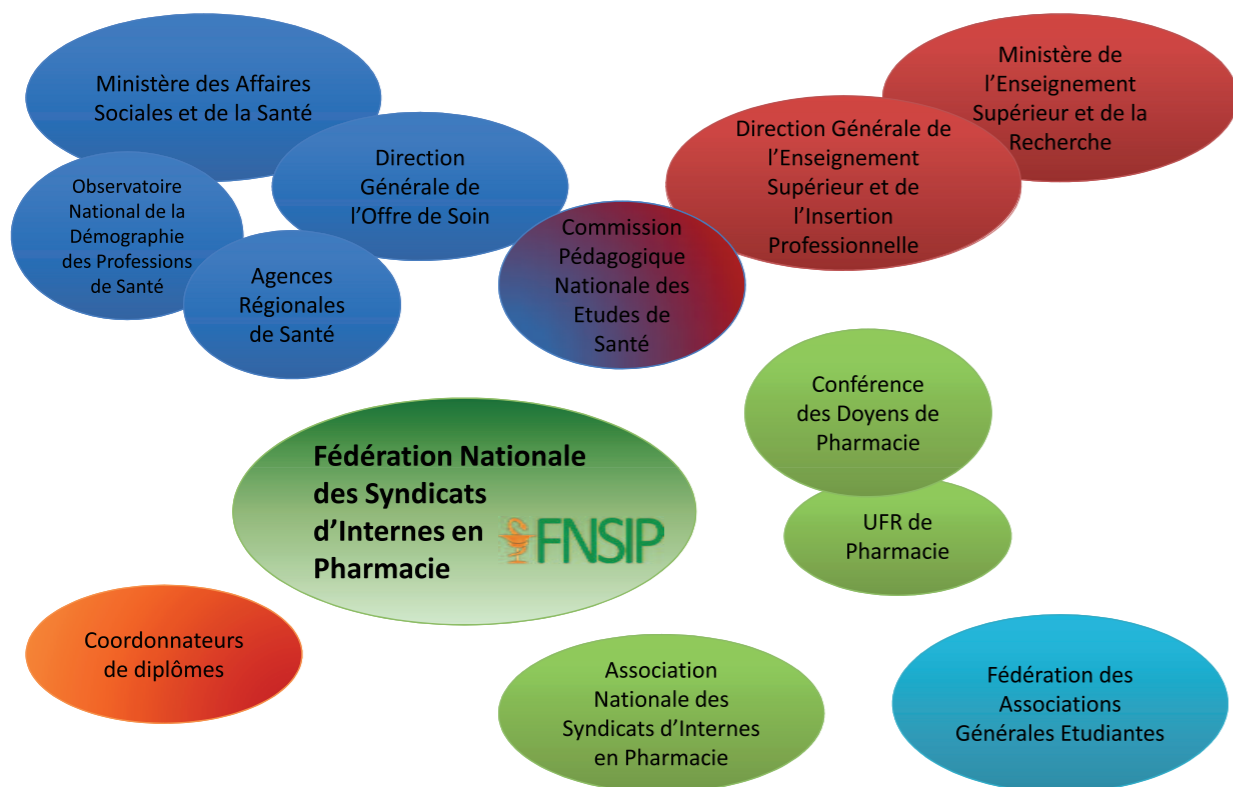 Ministère des Affaires
Sociales et de la Santé
Ministère de
l’Enseignement
Supérieur et de la
Recherche
Direction Générale de
l’Enseignement
Supérieur et de
l’Insertion
Professionnelle
Direction
Générale de
l’Offre de Soin
Observatoire
National de la
Démographie
des Professions
de Santé
Commission
Pédagogique
Nationale des
Etudes de
Santé
Agences
Régionales
de Santé
Conférence
des Doyens de
Pharmacie
Fédération Nationale
des Syndicats
d’Internes en
Pharmacie
FNSIP
UFR de
Pharmacie
Coordonnateurs
de diplômes
Association
Nationale des
Syndicats d’Internes
en Pharmacie
Fédération des
Associations
Générales Etudiantes